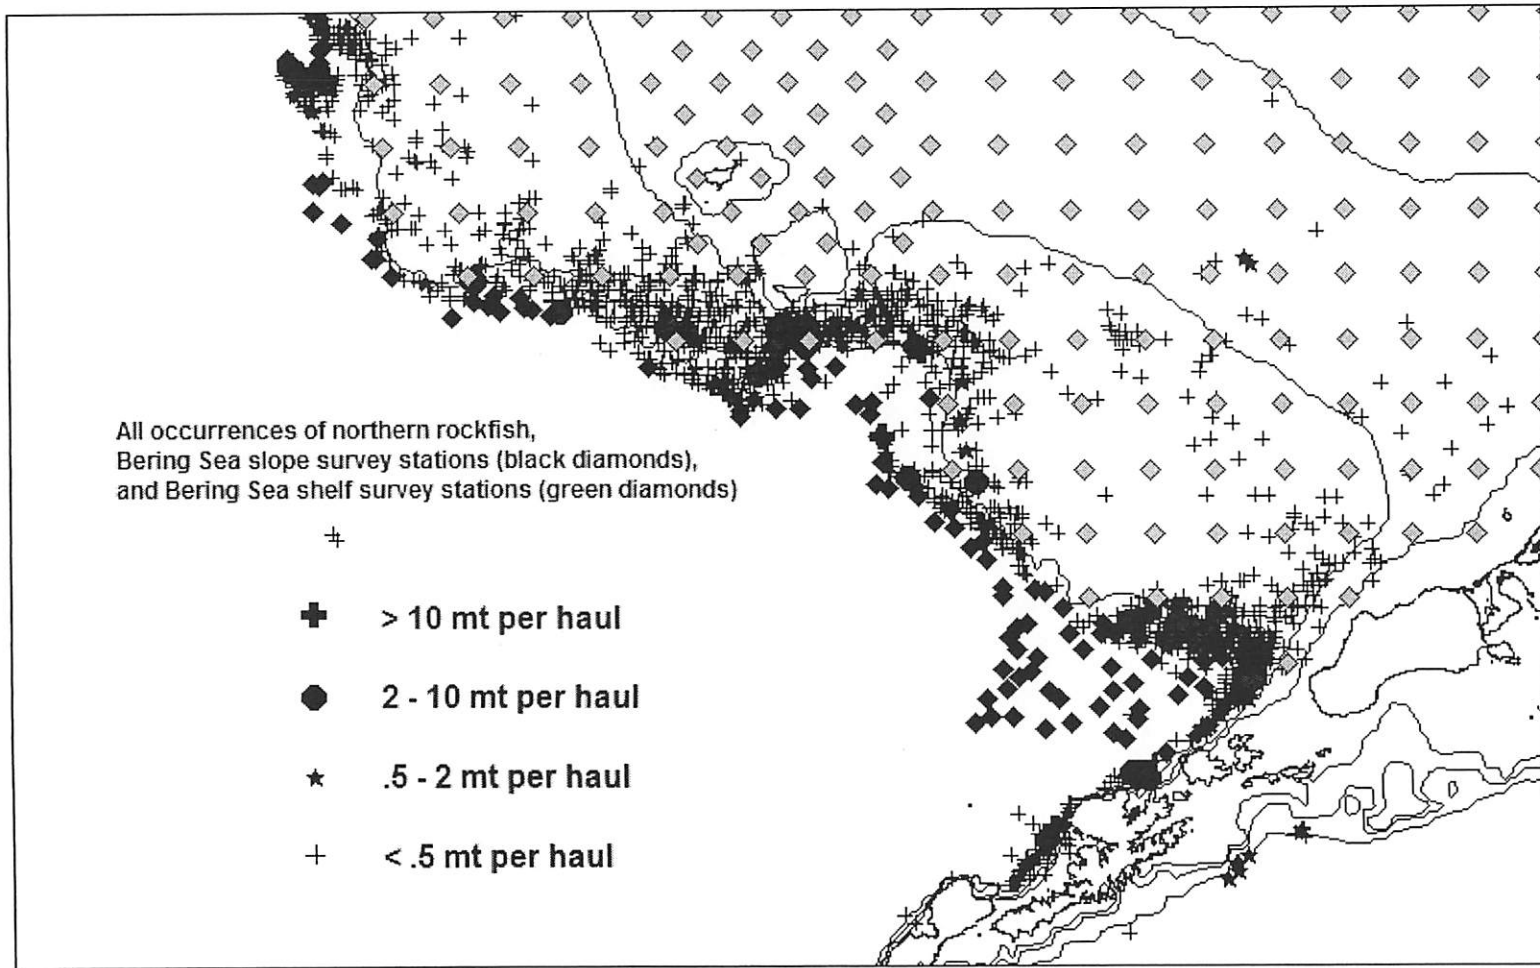 All occurrences of northern rockfish,
Bering Sea slope survey stations (black diamonds),
and Bering Sea shelf survey stations (green diamonds)
> 10 mt per haul
2 - 10 mt per haul
.5 - 2 mt per haul
< .5 mt per haul